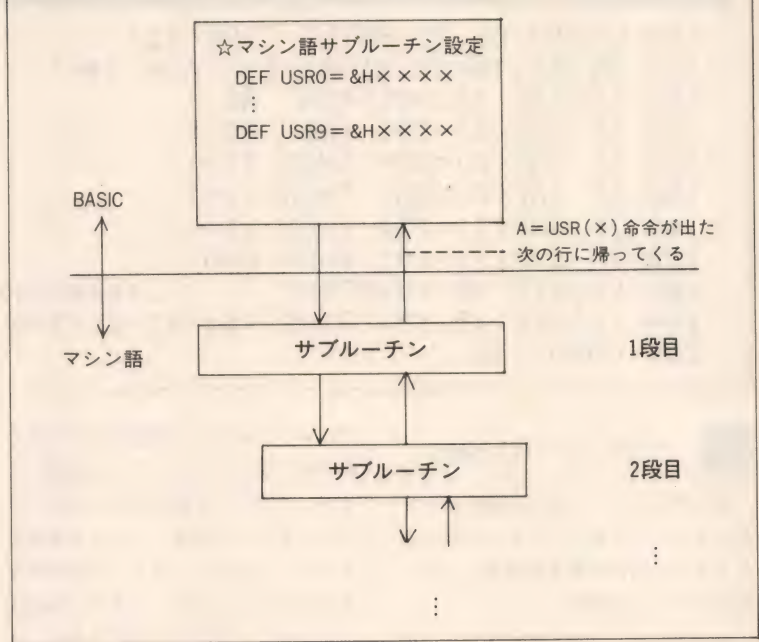 ☆マシン語サブルーチン設定
DEF USR0=&H××××
⋮
DEF USR9=&H××××
BASIC
A=USR(×)命令が出た
次の行に帰ってくる
マシン語
サブルーチン
1段目
サブルーチン
2段目
⋮
⋮